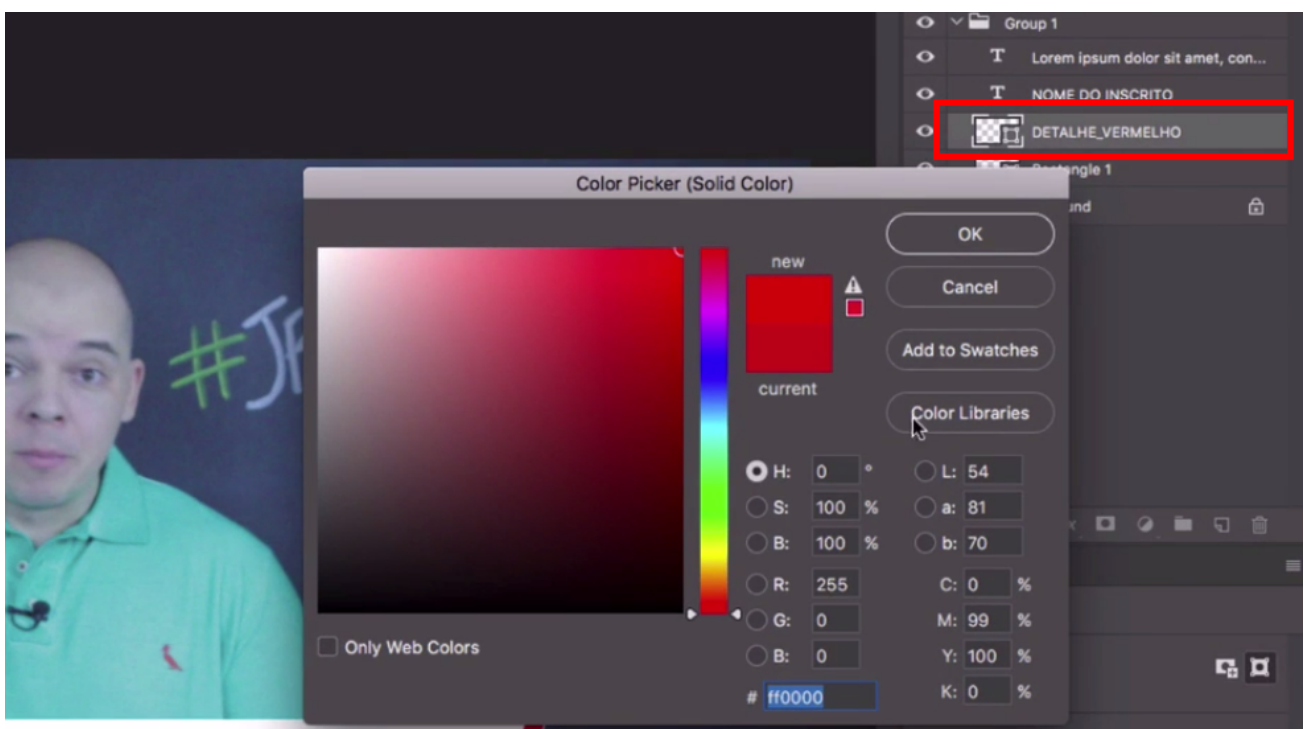 Group 1
T Lorem ipsum dolor sit amet, con...
T NOME DO INSCRITO
DETALHE_VERMELHO
Rectangle 1
Color Picker (Solid Color)
OK
new
Cancel
Add to Swatches
current
Color Libraries
H: 0 °
L: 54
S: 100 %
a: 81
B: 100 %
b: 70
R: 255
C: 0 %
G: 0
M: 99 %
B: 0
Y: 100 %
# ff0000
K: 0 %
Only Web Colors